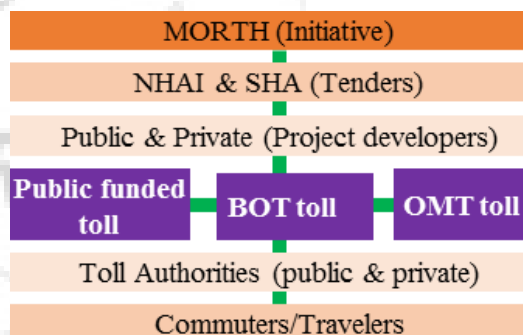 MORTH (Initiative)
NHAI & SHA (Tenders)
Public & Private (Project developers)
Public funded
toll
BOT toll
OMT toll
Toll Authorities (public & private)
Commuters/Travelers